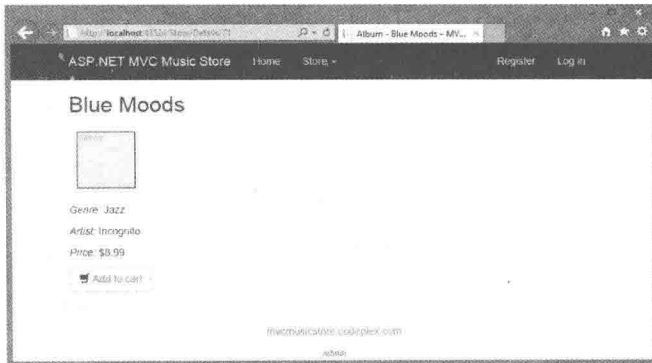 Album - Blue Moods - MV...
ASP.NET MVC Music Store Home Store Register Log in
Blue Moods
Genre: Jazz
Artist: Incognito
Price: $8.99
Add to cart
mvcmusicstore.codeplex.com
admin